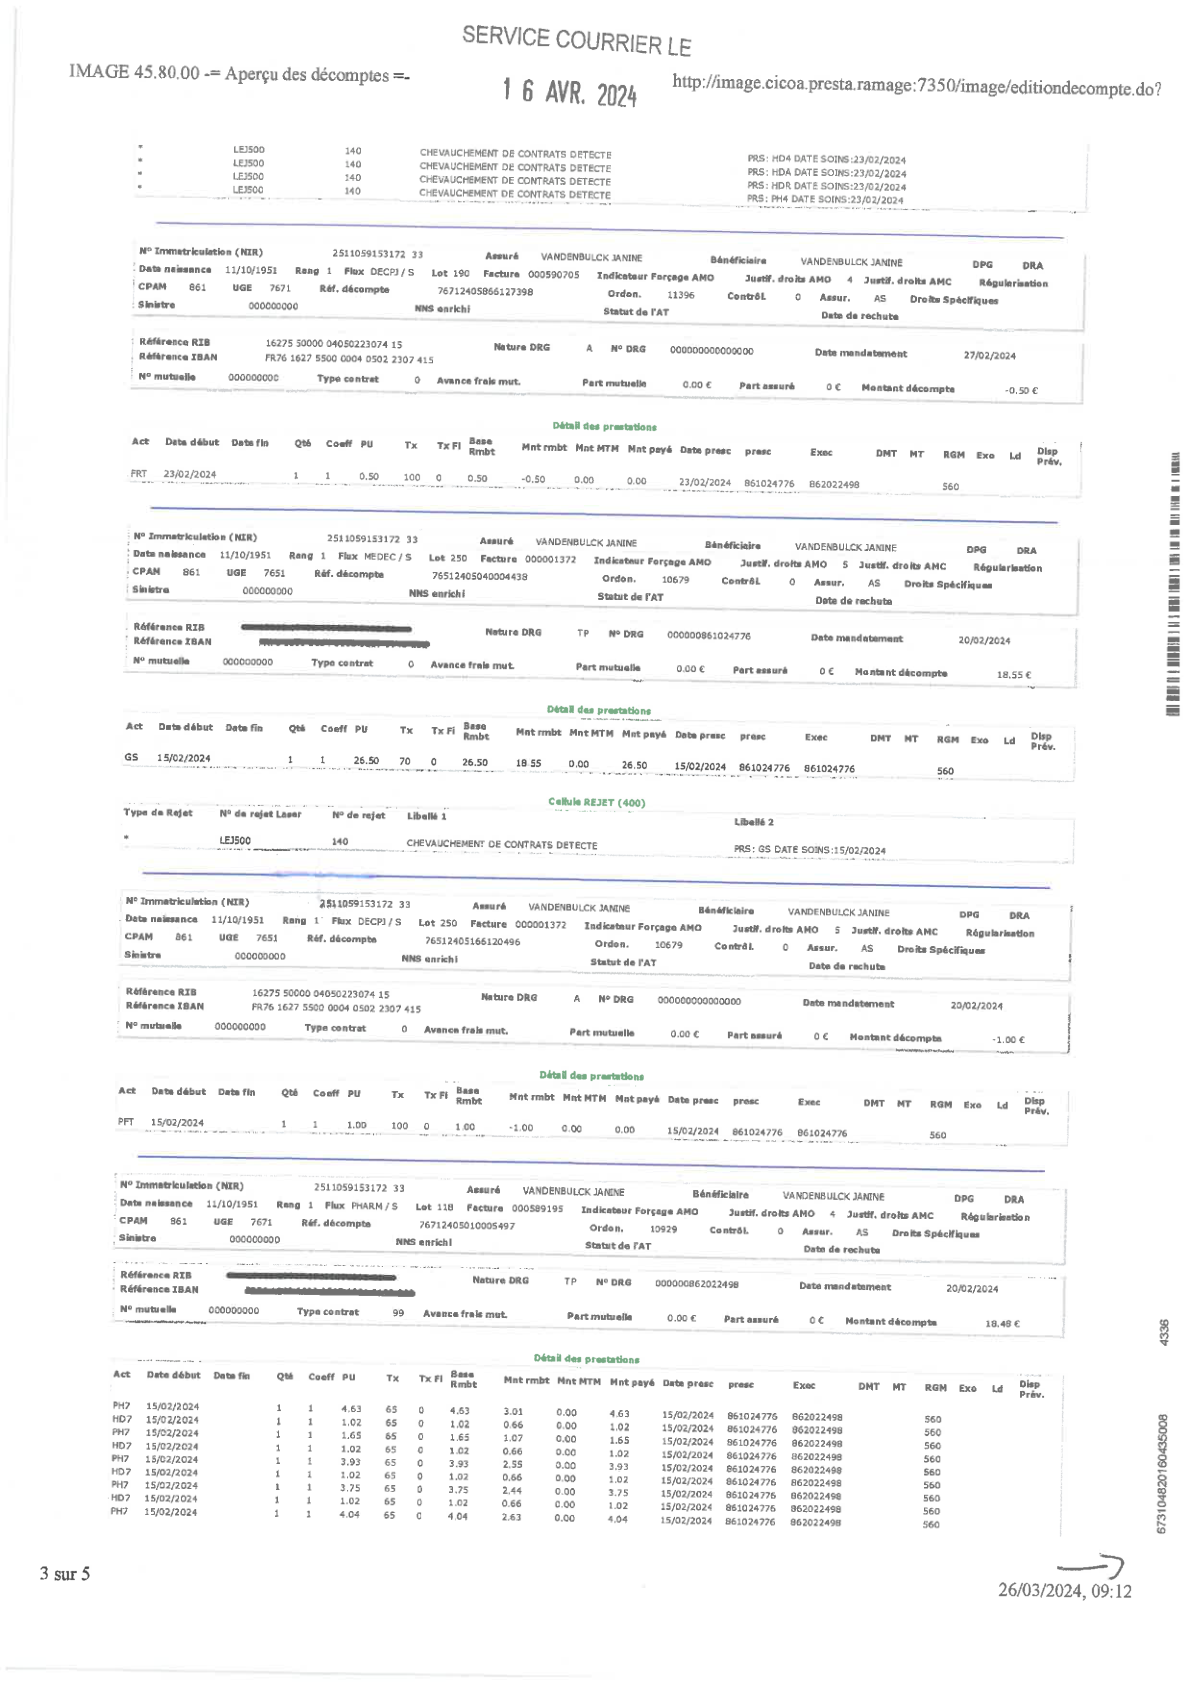 SERVICE COURRIER LE
IMAGE 45.80.00 -= Aperçu des décomptes =-
16 AVR. 2024
http://image.cicoa.presta.ramage:7350/image/editiondecompte.do?
* LEJ500 140 CHEVAUCHEMENT DE CONTRATS DETECTE PRS: HD4 DATE SOINS:23/02/2024
* LEJ500 140 CHEVAUCHEMENT DE CONTRATS DETECTE PRS: HDA DATE SOINS:23/02/2024
* LEJ500 140 CHEVAUCHEMENT DE CONTRATS DETECTE PRS: HDR DATE SOINS:23/02/2024
* LEJ500 140 CHEVAUCHEMENT DE CONTRATS DETECTE PRS: PH4 DATE SOINS:23/02/2024
N° Immatriculation (NIR) 2511059153172 33 Assuré VANDENBULCK JANINE Bénéficiaire VANDENBULCK JANINE DPG DRA
Date naissance 11/10/1951 Rang 1 Flux DECPJ / S Lot 190 Facture 000590705 Indicateur Forçage AMO Justif. droits AMO 4 Justif. droits AMC Régularisation
CPAM 861 UGE 7671 Réf. décompte 76712405866127398 Ordon. 11396 Contrôl. 0 Assur. AS Droits Spécifiques
Sinistre 000000000 NNS enrichi Statut de l'AT Date de rechute
Référence RIB 16275 50000 04050223074 15 Nature DRG A N° DRG 000000000000000 Date mandatement 27/02/2024
Référence IBAN FR76 1627 5500 0004 0502 2307 415
N° mutuelle 000000000 Type contrat 0 Avance frais mut. Part mutuelle 0.00 € Part assuré 0 € Montant décompte -0.50 €
Détail des prestations
Act Date début Date fin Qté Coeff PU Tx Tx FI Base Rmbt Mnt rmbt Mnt MTM Mnt payé Date presc presc Exec DMT MT RGM Exo Ld Disp Prév.
FRT 23/02/2024 1 1 0.50 100 0 0.50 -0.50 0.00 0.00 23/02/2024 861024776 862022498 560
N° Immatriculation (NIR) 2511059153172 33 Assuré VANDENBULCK JANINE Bénéficiaire VANDENBULCK JANINE DPG DRA
Date naissance 11/10/1951 Rang 1 Flux MEDEC / S Lot 250 Facture 000001372 Indicateur Forçage AMO Justif. droits AMO 5 Justif. droits AMC Régularisation
CPAM 861 UGE 7651 Réf. décompte 76512405040004438 Ordon. 10679 Contrôl. 0 Assur. AS Droits Spécifiques
Sinistre 000000000 NNS enrichi Statut de l'AT Date de rechute
Référence RIB Nature DRG TP N° DRG 000000861024776 Date mandatement 20/02/2024
Référence IBAN
N° mutuelle 000000000 Type contrat 0 Avance frais mut. Part mutuelle 0.00 € Part assuré 0 € Montant décompte 18.55 €
Détail des prestations
Act Date début Date fin Qté Coeff PU Tx Tx FI Base Rmbt Mnt rmbt Mnt MTM Mnt payé Date presc presc Exec DMT MT RGM Exo Ld Disp Prév.
GS 15/02/2024 1 1 26.50 70 0 26.50 18.55 0.00 26.50 15/02/2024 861024776 861024776 560
Cellule REJET (400)
Type de Rejet N° de rejet Laser N° de rejet Libellé 1 Libellé 2
* LEJ500 140 CHEVAUCHEMENT DE CONTRATS DETECTE PRS: GS DATE SOINS:15/02/2024
N° Immatriculation (NIR) 2511059153172 33 Assuré VANDENBULCK JANINE Bénéficiaire VANDENBULCK JANINE DPG DRA
Date naissance 11/10/1951 Rang 1 Flux DECPJ / S Lot 250 Facture 000001372 Indicateur Forçage AMO Justif. droits AMO 5 Justif. droits AMC Régularisation
CPAM 861 UGE 7651 Réf. décompte 76512405166120496 Ordon. 10679 Contrôl. 0 Assur. AS Droits Spécifiques
Sinistre 000000000 NNS enrichi Statut de l'AT Date de rechute
Référence RIB 16275 50000 04050223074 15 Nature DRG A N° DRG 000000000000000 Date mandatement 20/02/2024
Référence IBAN FR76 1627 5500 0004 0502 2307 415
N° mutuelle 000000000 Type contrat 0 Avance frais mut. Part mutuelle 0.00 € Part assuré 0 € Montant décompte -1.00 €
Détail des prestations
Act Date début Date fin Qté Coeff PU Tx Tx FI Base Rmbt Mnt rmbt Mnt MTM Mnt payé Date presc presc Exec DMT MT RGM Exo Ld Disp Prév.
PFT 15/02/2024 1 1 1.00 100 0 1.00 -1.00 0.00 0.00 15/02/2024 861024776 861024776 560
N° Immatriculation (NIR) 2511059153172 33 Assuré VANDENBULCK JANINE Bénéficiaire VANDENBULCK JANINE DPG DRA
Date naissance 11/10/1951 Rang 1 Flux PHARM / S Lot 118 Facture 000589195 Indicateur Forçage AMO Justif. droits AMO 4 Justif. droits AMC Régularisation
CPAM 861 UGE 7671 Réf. décompte 76712405010005497 Ordon. 10929 Contrôl. 0 Assur. AS Droits Spécifiques
Sinistre 000000000 NNS enrichi Statut de l'AT Date de rechute
Référence RIB Nature DRG TP N° DRG 000000862022498 Date mandatement 20/02/2024
Référence IBAN
N° mutuelle 000000000 Type contrat 99 Avance frais mut. Part mutuelle 0.00 € Part assuré 0 € Montant décompte 18.48 €
Détail des prestations
Act Date début Date fin Qté Coeff PU Tx Tx FI Base Rmbt Mnt rmbt Mnt MTM Mnt payé Date presc presc Exec DMT MT RGM Exo Ld Disp Prév.
PH7 15/02/2024 1 1 4.63 65 0 4.63 3.01 0.00 4.63 15/02/2024 861024776 862022498 560
HD7 15/02/2024 1 1 1.02 65 0 1.02 0.66 0.00 1.02 15/02/2024 861024776 862022498 560
PH7 15/02/2024 1 1 1.65 65 0 1.65 1.07 0.00 1.65 15/02/2024 861024776 862022498 560
HD7 15/02/2024 1 1 1.02 65 0 1.02 0.66 0.00 1.02 15/02/2024 861024776 862022498 560
PH7 15/02/2024 1 1 3.93 65 0 3.93 2.55 0.00 3.93 15/02/2024 861024776 862022498 560
HD7 15/02/2024 1 1 1.02 65 0 1.02 0.66 0.00 1.02 15/02/2024 861024776 862022498 560
PH7 15/02/2024 1 1 3.75 65 0 3.75 2.44 0.00 3.75 15/02/2024 861024776 862022498 560
HD7 15/02/2024 1 1 1.02 65 0 1.02 0.66 0.00 1.02 15/02/2024 861024776 862022498 560
PH7 15/02/2024 1 1 4.04 65 0 4.04 2.63 0.00 4.04 15/02/2024 861024776 862022498 560
3 sur 5
26/03/2024, 09:12
4336
673104820160435008